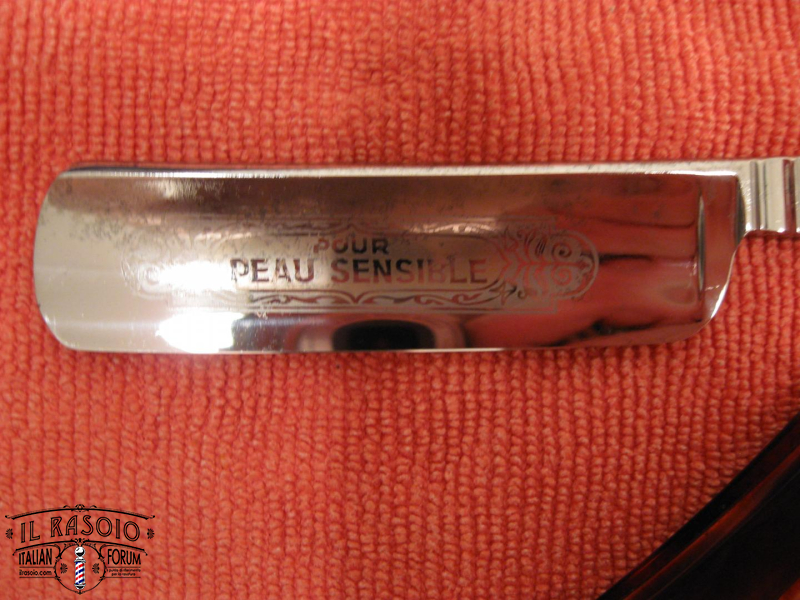 POUR
PEAU SENSIBLE
IL RASOIO
ITALIAN FORUM
ilrasoio.com